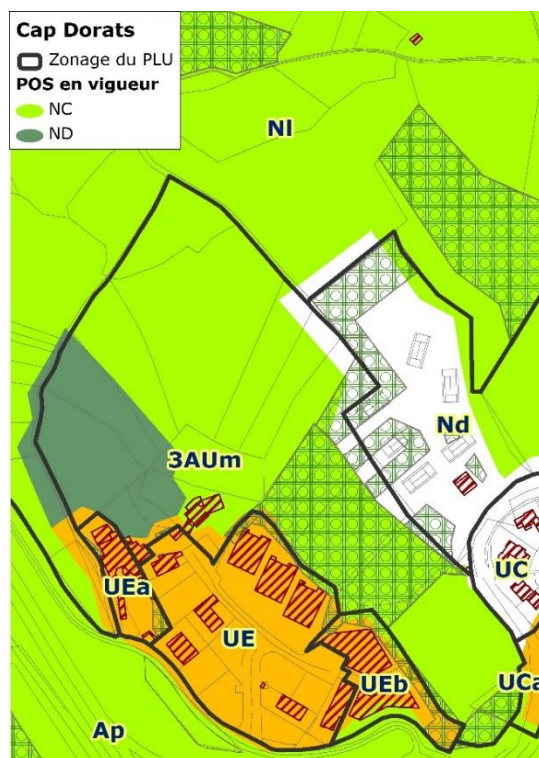 Cap Dorats
Zonage du PLU
POS en vigueur
NC
ND
Nl
Nd
3AUm
UC
UEa
UE
UEb
UCa
Ap